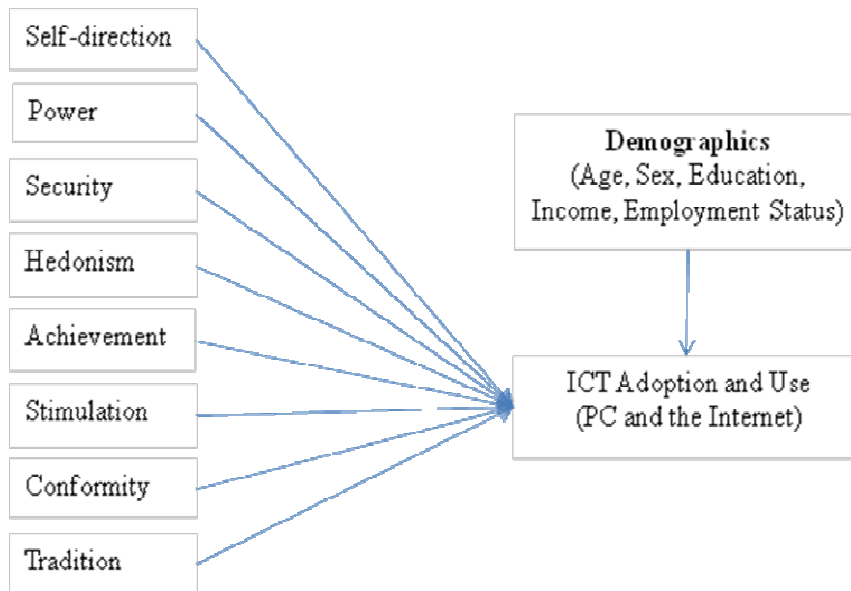 Self-direction
Power
Security
Hedonism
Achievement
Stimulation
Conformity
Tradition
Demographics
(Age, Sex, Education,
Income, Employment Status)
ICT Adoption and Use
(PC and the Internet)